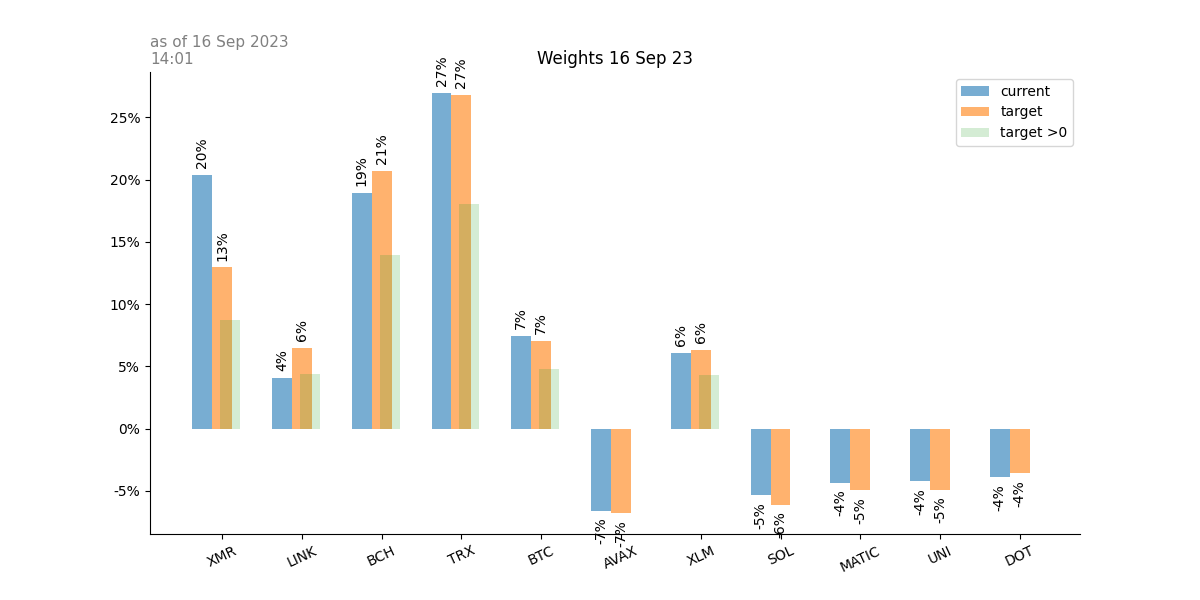 as of 16 Sep 2023
14:01
Weights 16 Sep 23
current
target
target >0
25%
20%
15%
10%
5%
0%
-5%
20%
13%
4%
6%
19%
21%
27%
27%
7%
7%
-7%
-7%
6%
6%
-5%
-6%
-4%
-5%
-4%
-5%
-4%
-4%
XMR
LINK
BCH
TRX
BTC
AVAX
XLM
SOL
MATIC
UNI
DOT